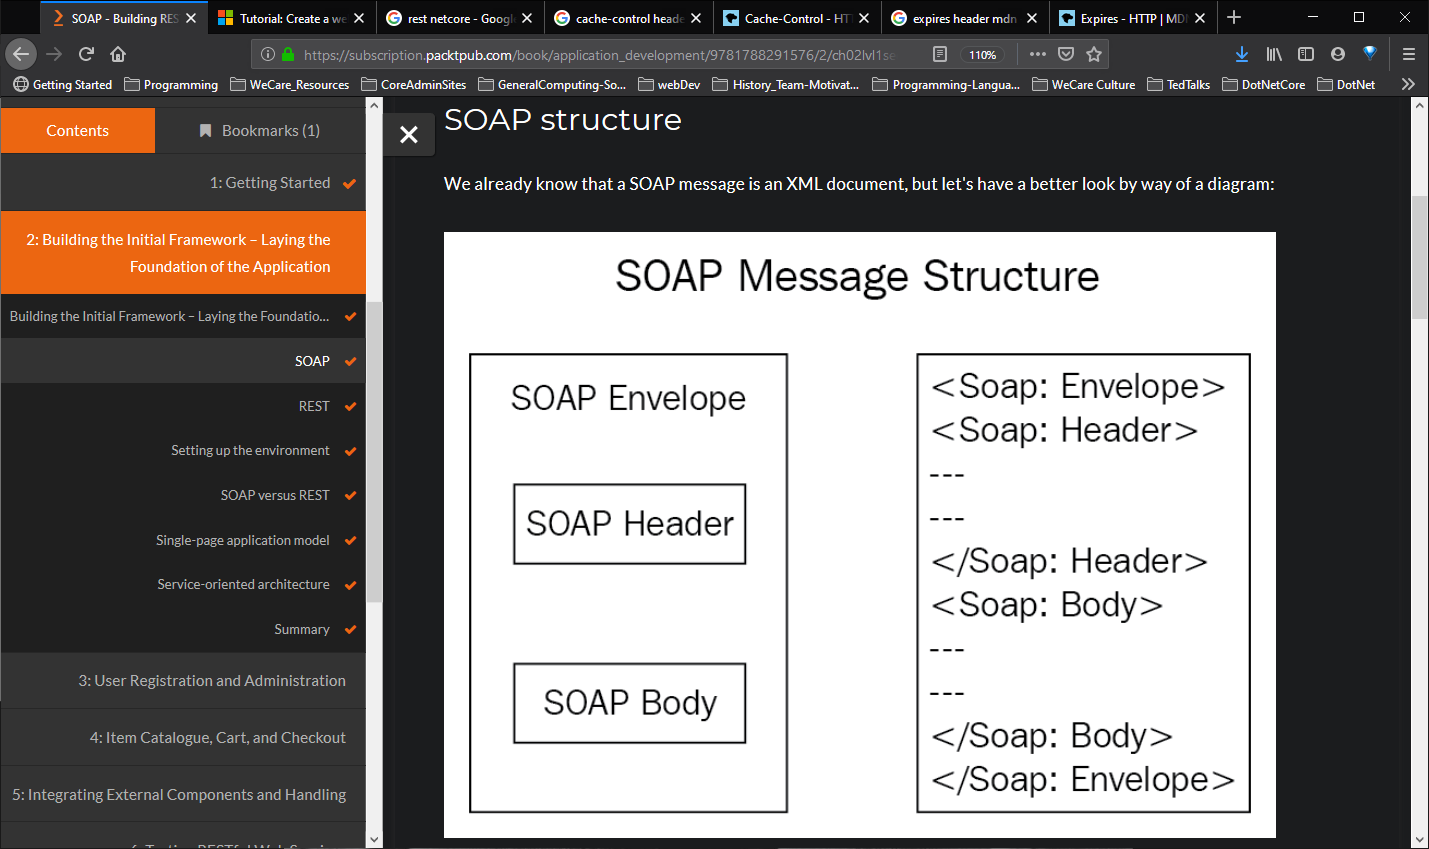 SOAP - Building RES
Tutorial: Create a we
rest netcore - Google
cache-control heade
Cache-Control - HT
expires header mdn
Expires - HTTP | MDN
https://subscription.packtpub.com/book/application_development/9781788291576/2/ch02lvl1se
110%
Getting Started
Programming
WeCare_Resources
CoreAdminSites
GeneralComputing-So...
webDev
History_Team-Motivat...
Programming-Langua...
WeCare Culture
TedTalks
DotNetCore
DotNet
Contents
Bookmarks (1)
1: Getting Started
2: Building the Initial Framework – Laying the
Foundation of the Application
Building the Initial Framework – Laying the Foundatio...
SOAP
REST
Setting up the environment
SOAP versus REST
Single-page application model
Service-oriented architecture
Summary
3: User Registration and Administration
4: Item Catalogue, Cart, and Checkout
5: Integrating External Components and Handling
SOAP structure
We already know that a SOAP message is an XML document, but let's have a better look by way of a diagram:
SOAP Message Structure
SOAP Envelope
SOAP Header
SOAP Body
<Soap: Envelope>
<Soap: Header>
---
---
</Soap: Header>
<Soap: Body>
---
---
</Soap: Body>
</Soap: Envelope>